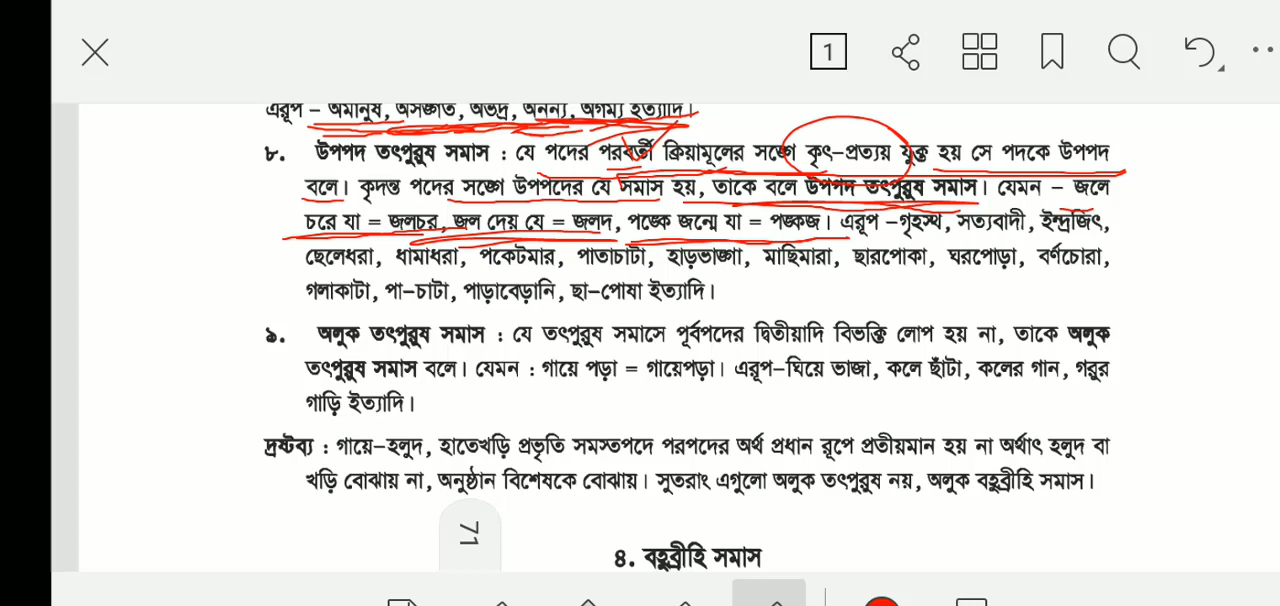 1
এরূপ – অমানুষ, অসঙ্গত, অভদ্র, অনন্য, অগম্য ইত্যাদি।
৮. উপপদ তৎপুরুষ সমাস : যে পদের পরবর্তী ক্রিয়ামূলের সঙ্গে কৃৎ-প্রত্যয় যুক্ত হয় সে পদকে উপপদ
বলে। কৃদন্ত পদের সঙ্গে উপপদের যে সমাস হয়, তাকে বলে উপপদ তৎপুরুষ সমাস। যেমন – জলে
চরে যা = জলচর, জল দেয় যে = জলদ, পঙ্কে জন্মে যা = পঙ্কজ। এরূপ –গৃহস্থ, সত্যবাদী, ইন্দ্রজিৎ,
ছেলেধরা, ধামাধরা, পকেটমার, পাতাচাটা, হাড়ভাঙ্গা, মাছিমারা, ছারপোকা, ঘরপোড়া, বর্ণচোরা,
গলাকাটা, পা-চাটা, পাড়াবেড়ানি, ছা-পোষা ইত্যাদি।
৯. অলুক তৎপুরুষ সমাস : যে তৎপুরুষ সমাসে পূর্বপদের দ্বিতীয়াদি বিভক্তি লোপ হয় না, তাকে অলুক
তৎপুরুষ সমাস বলে। যেমন : গায়ে পড়া = গায়েপড়া। এরূপ–ঘিয়ে ভাজা, কলে ছাঁটা, কলের গান, গরুর
গাড়ি ইত্যাদি।
দ্রষ্টব্য : গায়ে-হলুদ, হাতেখড়ি প্রভৃতি সমস্তপদে পরপদের অর্থ প্রধান রূপে প্রতীয়মান হয় না অর্থাৎ হলুদ বা
খড়ি বোঝায় না, অনুষ্ঠান বিশেষকে বোঝায়। সুতরাং এগুলো অলুক তৎপুরুষ নয়, অলুক বহুব্রীহি সমাস।
71
৪. বহুব্রীহি সমাস